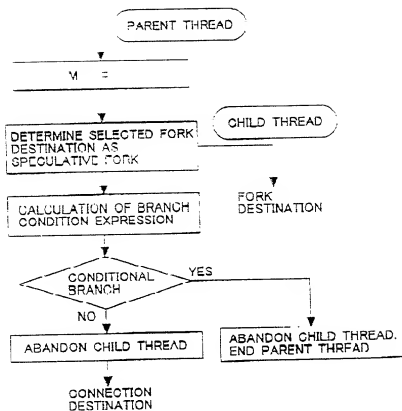 PARENT THREAD
M =
CHILD THREAD
DETERMINE SELECTED FORK
DESTINATION AS
SPECULATIVE FORK
FORK
DESTINATION
CALCULATION OF BRANCH
CONDITION EXPRESSION
CONDITIONAL
BRANCH
YES
NO
ABANDON CHILD THREAD
ABANDON CHILD THREAD.
END PARENT THREAD
CONNECTION
DESTINATION